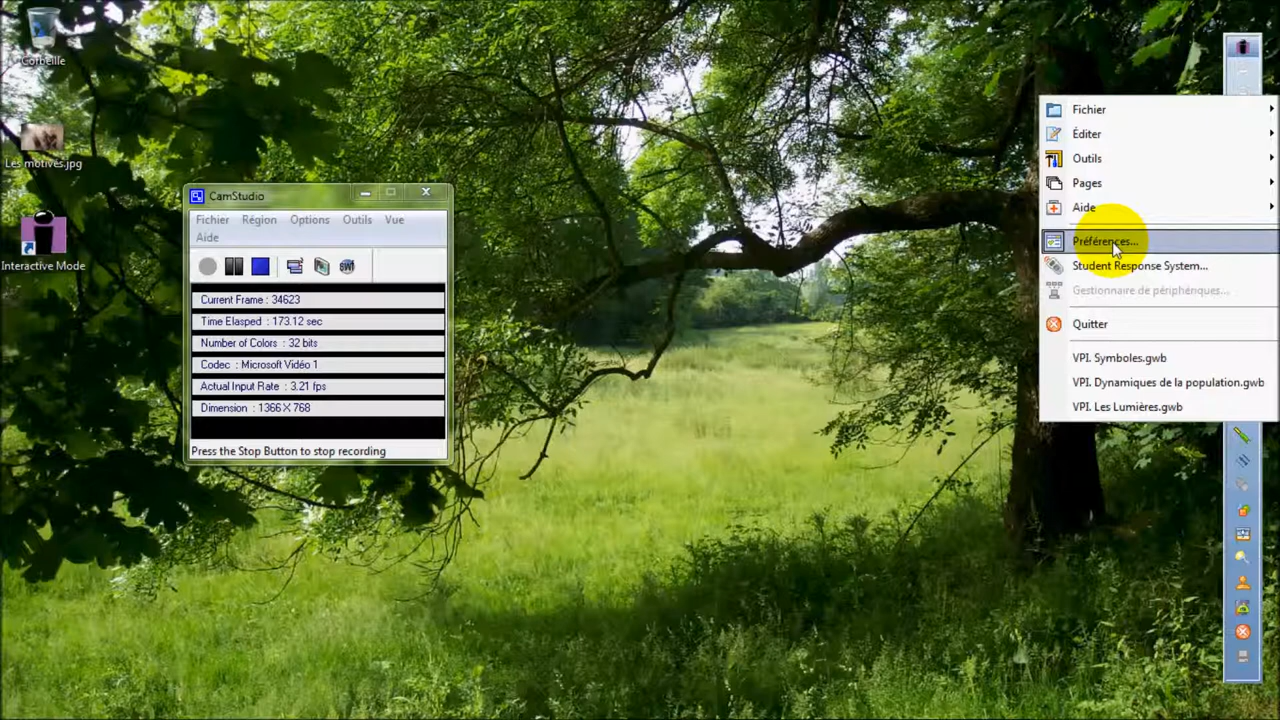 Corbeille
Les motivés.jpg
Interactive Mode
CamStudio
Fichier Région Options Outils Vue
Aide
Current Frame : 34623
Time Elasped : 173.12 sec
Number of Colors : 32 bits
Codec : Microsoft Vidéo 1
Actual Input Rate : 3.21 fps
Dimension : 1366 X 768
Press the Stop Button to stop recording
Fichier
Éditer
Outils
Pages
Aide
Préférences...
Student Response System...
Gestionnaire de périphériques...
Quitter
VPI. Symboles.gwb
VPI. Dynamiques de la population.gwb
VPI. Les Lumières.gwb